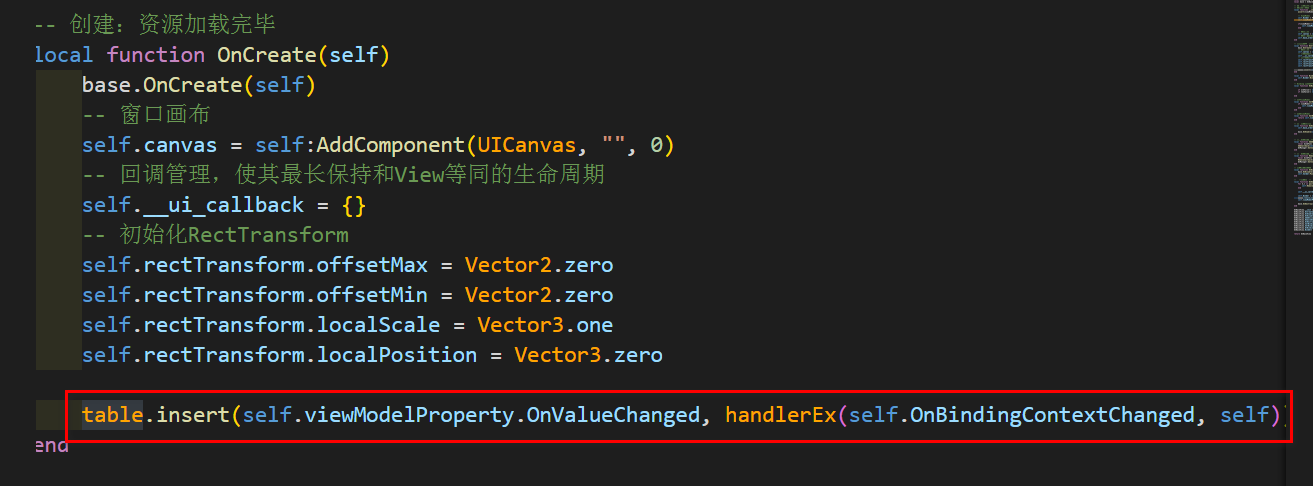 -- 创建：资源加载完毕
local function OnCreate(self)
base.OnCreate(self)
-- 窗口画布
self.canvas = self:AddComponent(UICanvas, "", 0)
-- 回调管理，使其最长保持和View等同的生命周期
self.__ui_callback = {}
-- 初始化RectTransform
self.rectTransform.offsetMax = Vector2.zero
self.rectTransform.offsetMin = Vector2.zero
self.rectTransform.localScale = Vector3.one
self.rectTransform.localPosition = Vector3.zero
table.insert(self.viewModelProperty.OnValueChanged, handlerEx(self.OnBindingContextChanged, self))
end